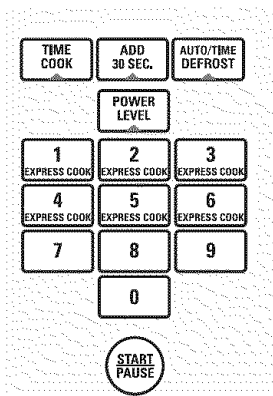 TIME COOK
ADD 30 SEC.
AUTO/TIME DEFROST
POWER LEVEL
1 EXPRESS COOK
2 EXPRESS COOK
3 EXPRESS COOK
4 EXPRESS COOK
5 EXPRESS COOK
6 EXPRESS COOK
7
8
9
0
START PAUSE